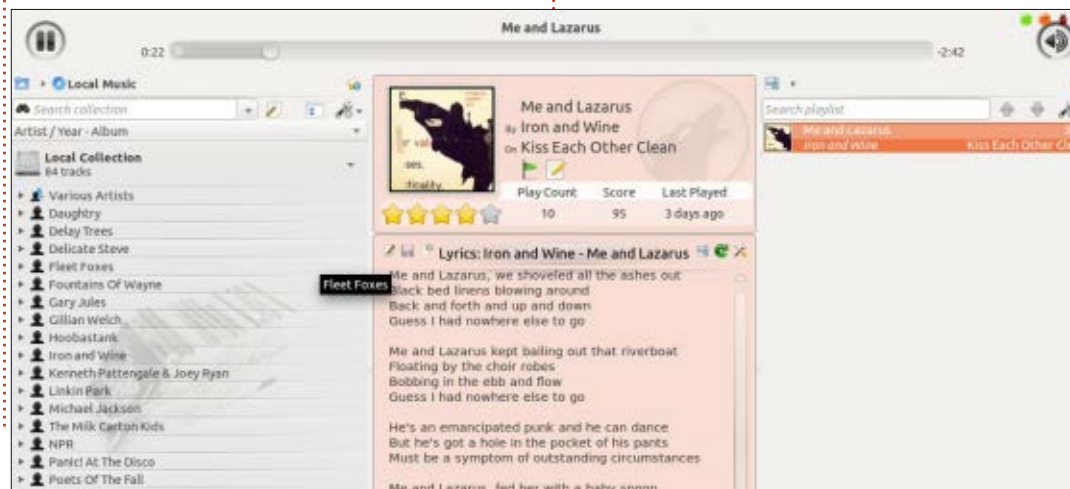 Me and Lazarus
0:22
-2:42
Local Music
Search collection
Artist / Year - Album
Local Collection
84 tracks
Various Artists
Daughtry
Delay Trees
Delicate Steve
Fleet Foxes
Fountains Of Wayne
Gary Jules
Gillian Welch
Hoobastank
Iron and Wine
Kenneth Pattengale & Joey Ryan
Linkin Park
Michael Jackson
The Milk Carton Kids
NPR
Panic! At The Disco
Poets Of The Fall
Fleet Foxes
Me and Lazarus
By Iron and Wine
On Kiss Each Other Clean
Play Count Score Last Played
10 95 3 days ago
Lyrics: Iron and Wine - Me and Lazarus
Me and Lazarus, we shoveled all the ashes out
Black bed linens blowing around
Back and forth and up and down
Guess I had nowhere else to go
Me and Lazarus kept bailing out that riverboat
Floating by the choir robes
Bobbing in the ebb and flow
Guess I had nowhere else to go
He's an emancipated punk and he can dance
But he's got a hole in the pocket of his pants
Must be a symptom of outstanding circumstances
Me and Lazarus, fed her with a baby spoon
Search playlist
Me and Lazarus
Iron and Wine Kiss Each Other Cle